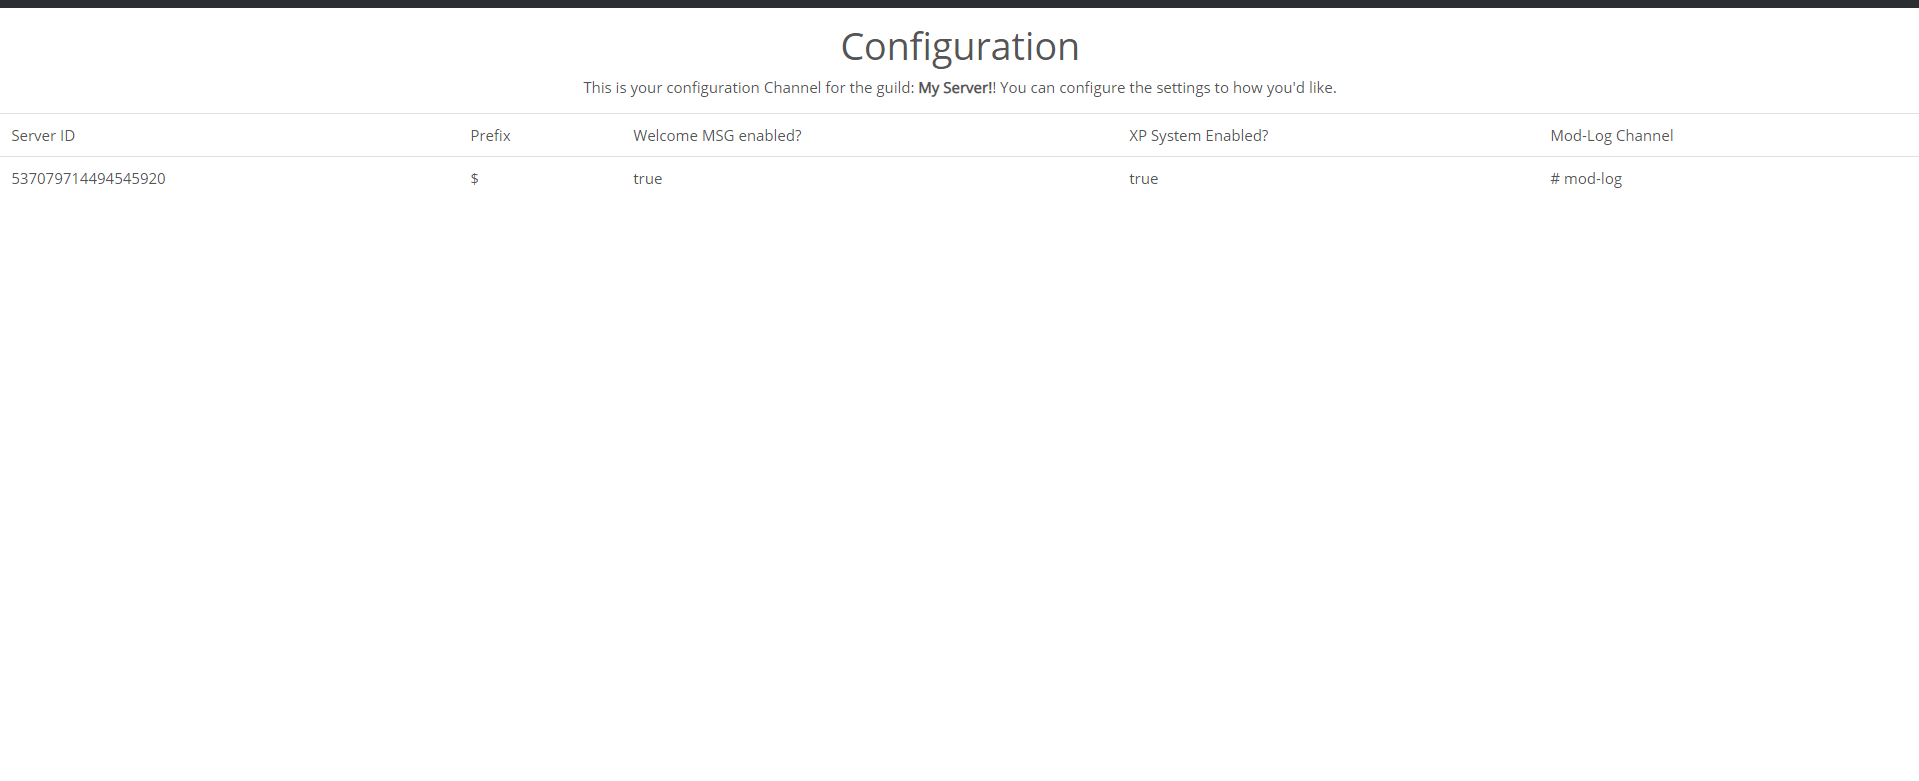 Configuration
This is your configuration Channel for the guild: My Server!! You can configure the settings to how you'd like.
Server ID Prefix Welcome MSG enabled? XP System Enabled? Mod-Log Channel
537079714494545920 $ true true # mod-log